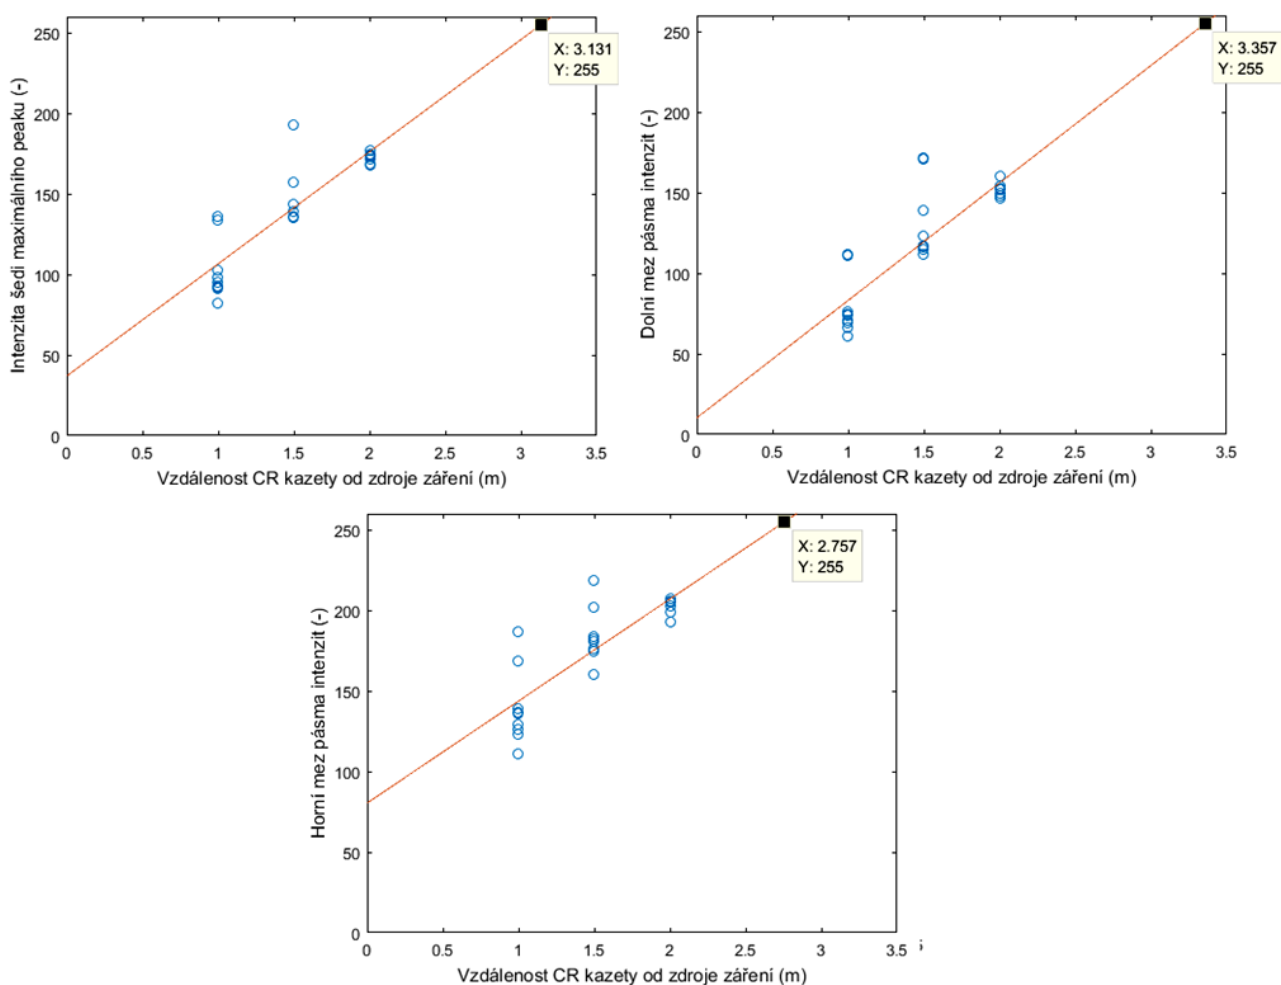 Intenzita šedi maximálního peaku (-)
250
200
150
100
50
0
X: 3.131
Y: 255
0 0.5 1 1.5 2 2.5 3 3.5
Vzdálenost CR kazety od zdroje záření (m)
Dolní mez pásma intenzit (-)
250
200
150
100
50
0
X: 3.357
Y: 255
0 0.5 1 1.5 2 2.5 3 3.5
Vzdálenost CR kazety od zdroje záření (m)
Horní mez pásma intenzit (-)
250
200
150
100
50
0
X: 2.757
Y: 255
0 0.5 1 1.5 2 2.5 3 3.5
Vzdálenost CR kazety od zdroje záření (m)